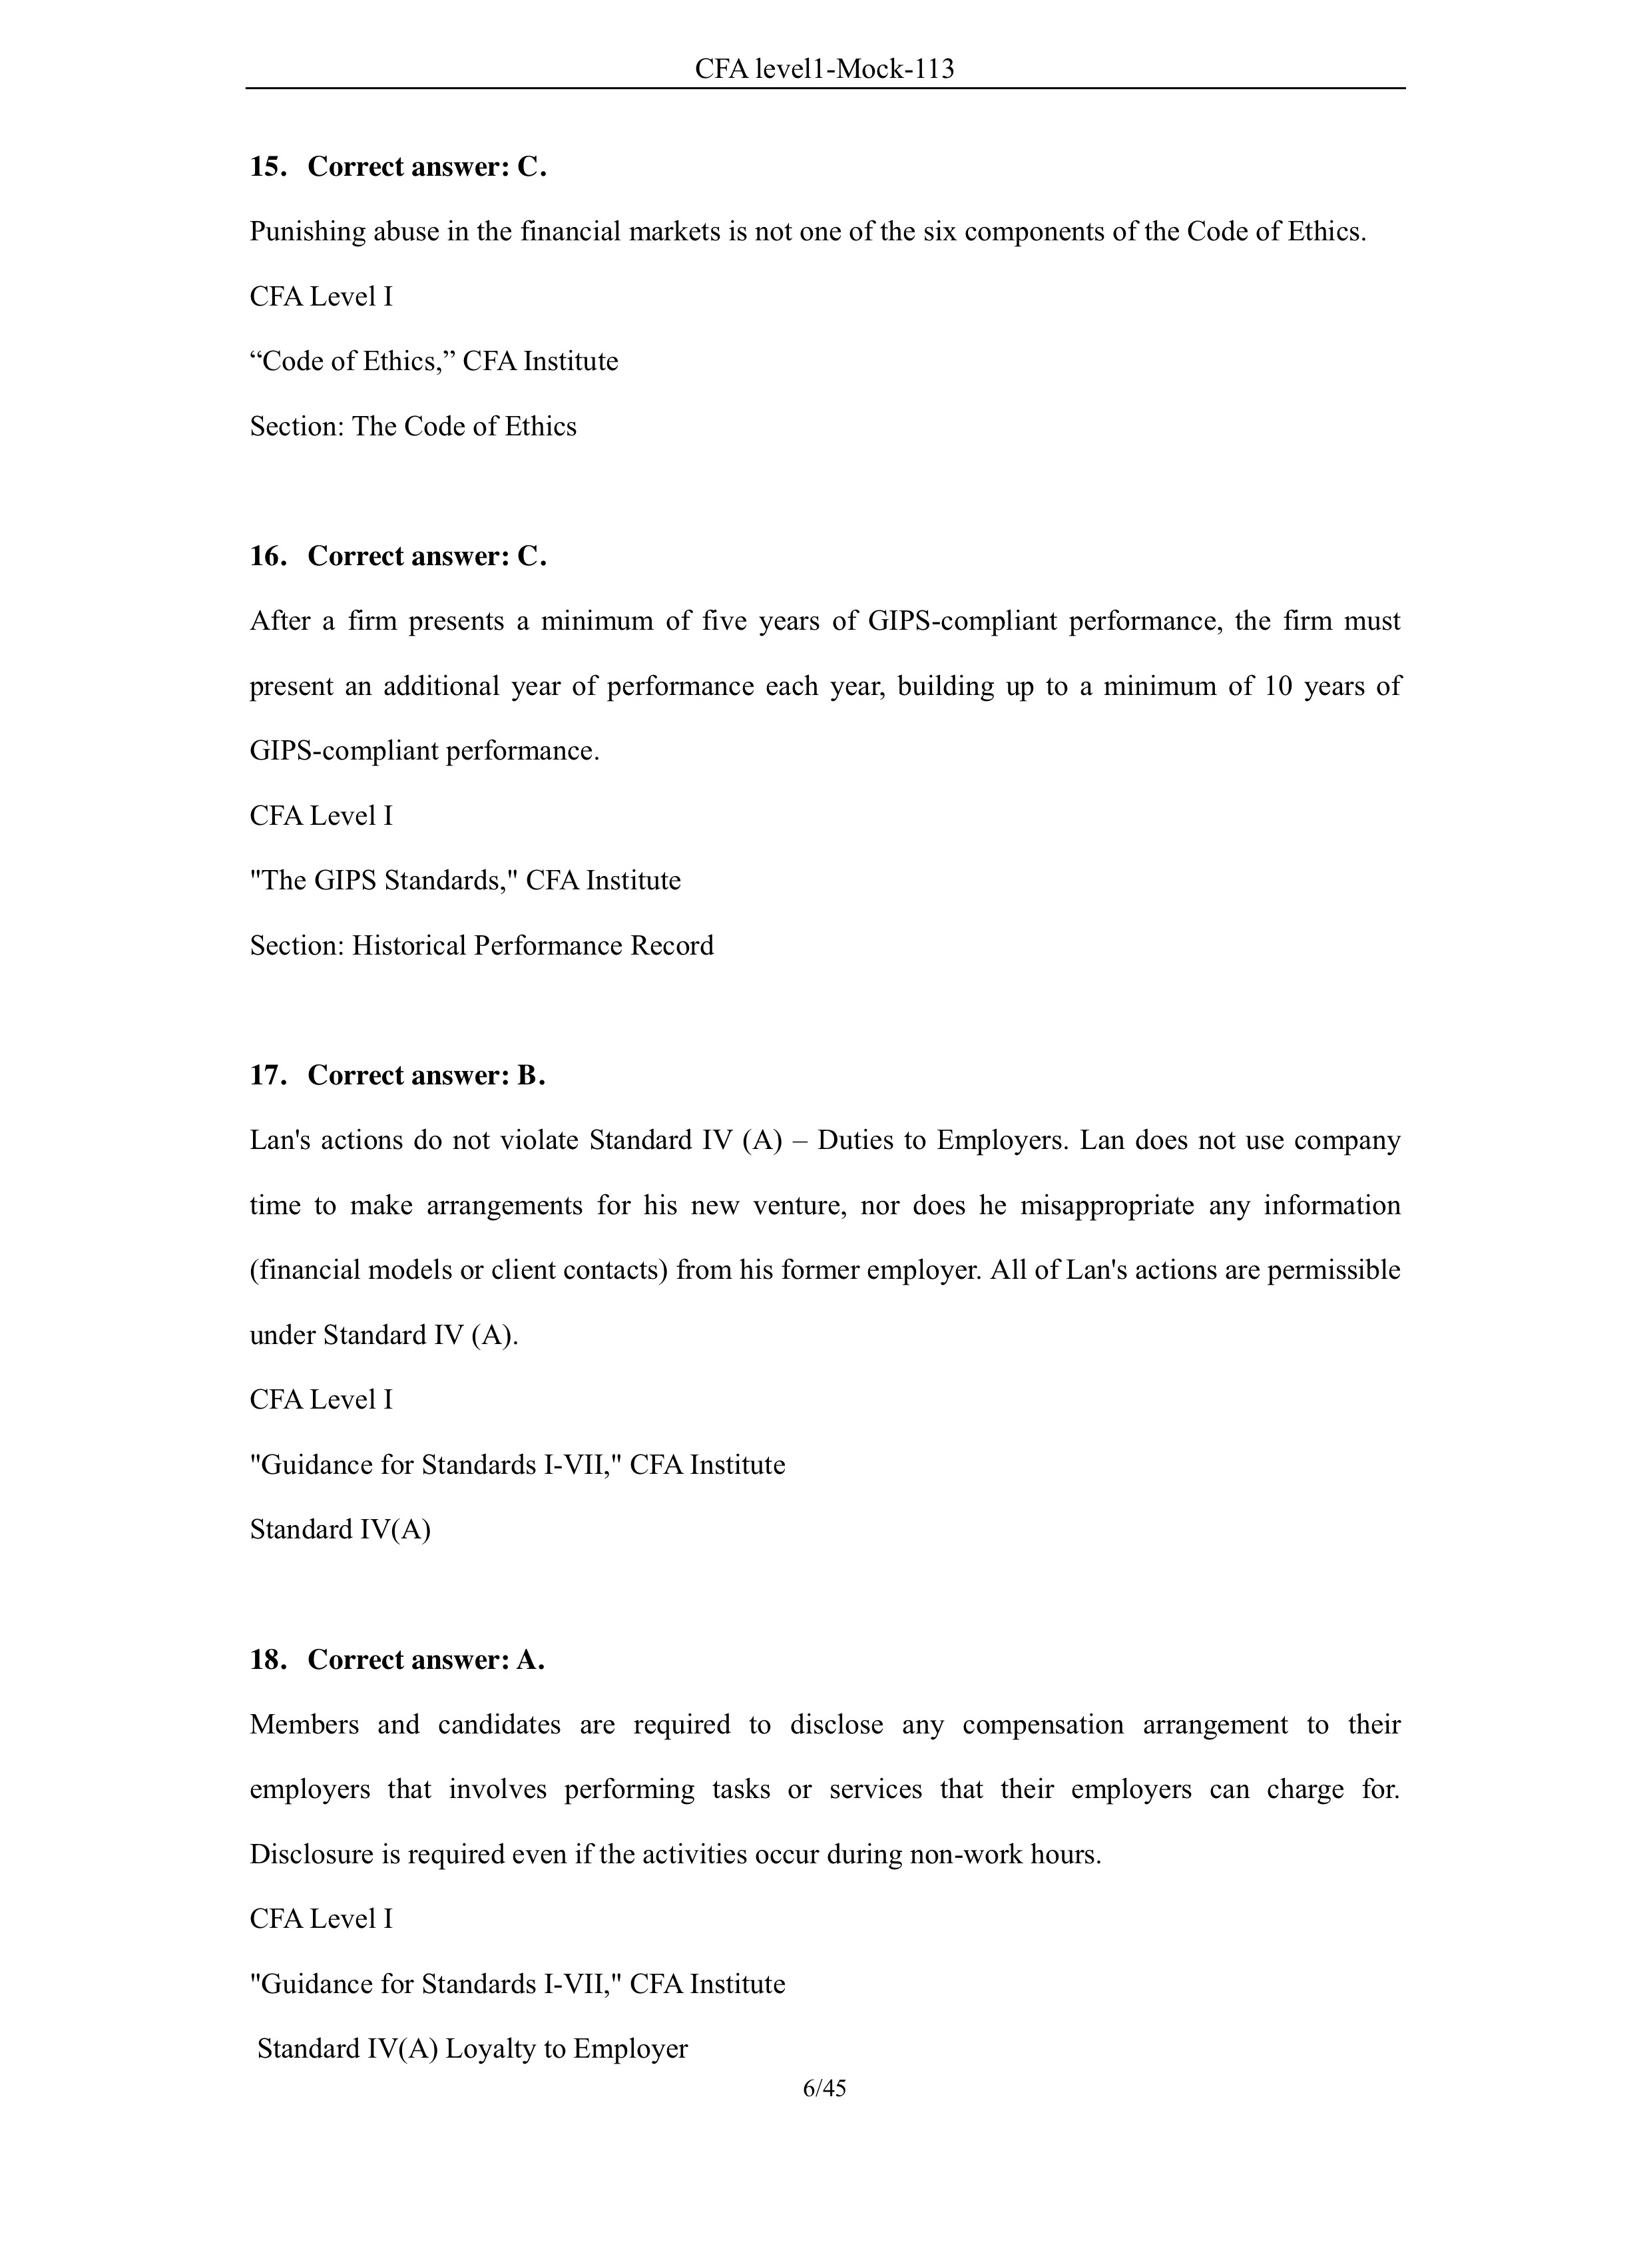 CFA level1-Mock-113
15. Correct answer: C.
Punishing abuse in the financial markets is not one of the six components of the Code of Ethics.
CFA Level I
“Code of Ethics,” CFA Institute
Section: The Code of Ethics
16. Correct answer: C.
After a firm presents a minimum of five years of GIPS-compliant performance, the firm must
present an additional year of performance each year, building up to a minimum of 10 years of
GIPS-compliant performance.
CFA Level I
"The GIPS Standards," CFA Institute
Section: Historical Performance Record
17. Correct answer: B.
Lan's actions do not violate Standard IV (A) – Duties to Employers. Lan does not use company
time to make arrangements for his new venture, nor does he misappropriate any information
(financial models or client contacts) from his former employer. All of Lan's actions are permissible
under Standard IV (A).
CFA Level I
"Guidance for Standards I-VII," CFA Institute
Standard IV(A)
18. Correct answer: A.
Members and candidates are required to disclose any compensation arrangement to their
employers that involves performing tasks or services that their employers can charge for.
Disclosure is required even if the activities occur during non-work hours.
CFA Level I
"Guidance for Standards I-VII," CFA Institute
Standard IV(A) Loyalty to Employer
6/45